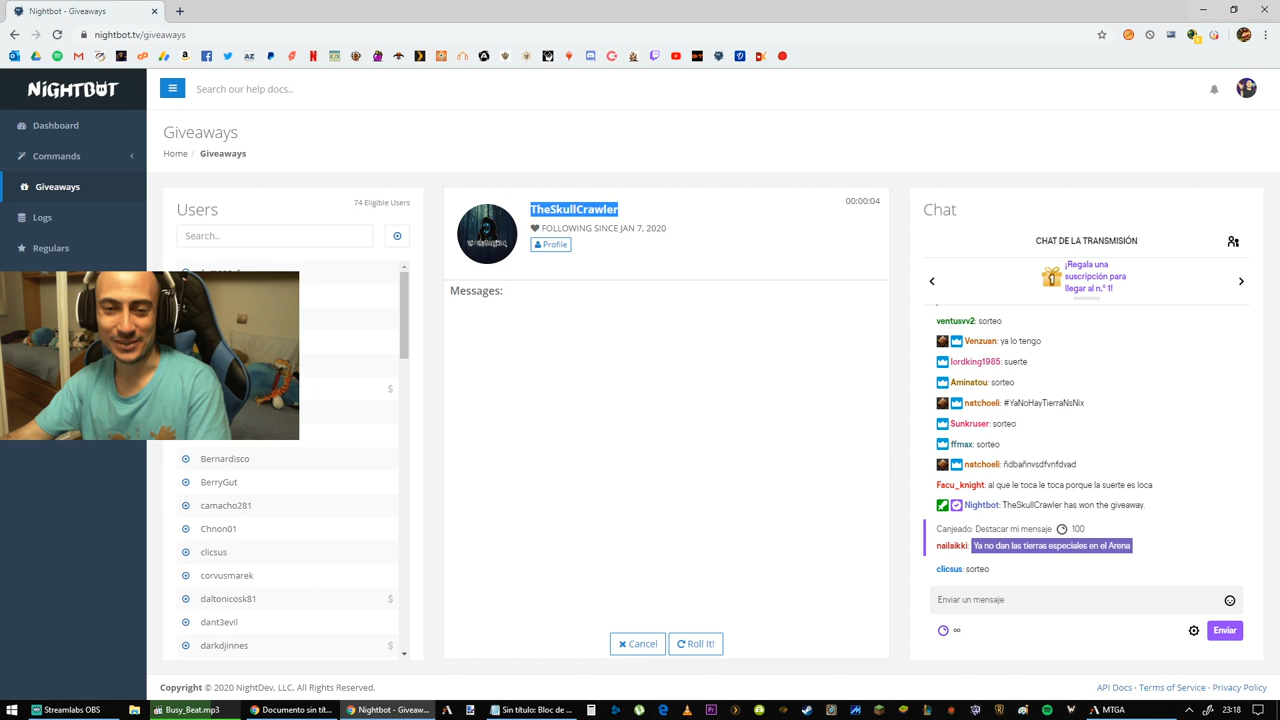 Nightbot - Giveaways
nightbot.tv/giveaways
NiGHTBOT
Search our help docs..
Dashboard
Commands
Giveaways
Logs
Regulars
Giveaways
Home / Giveaways
Users
74 Eligible Users
Search..
Bernardisco
BerryGut
camacho281
Chnon01
clicsus
corvusmarek
daltonicosk81
dant3evil
darkdjinnes
TheSkullCrawler
00:00:04
FOLLOWING SINCE JAN 7, 2020
Profile
Messages:
Cancel
Roll It!
Chat
CHAT DE LA TRANSMISIÓN
¡Regala una
suscripción para
llegar al n.º 1!
ventusvv2: sorteo
Venzuan: ya lo tengo
lordking1985: suerte
Aminatou: sorteo
natchoeli: #YaNoHayTierraNsNix
Sunkruser: sorteo
ffmax: sorteo
natchoeli: ñdbañnvsdfvnfdvad
Facu_knight: al que le toca le toca porque la suerte es loca
Nightbot: TheSkullCrawler has won the giveaway.
Canjeado: Destacar mi mensaje 100
nailaikki: Ya no dan las tierras especiales en el Arena
clicsus: sorteo
Enviar un mensaje
∞
Enviar
Copyright © 2020 NightDev, LLC. All Rights Reserved.
API Docs · Terms of Service · Privacy Policy
Streamlabs OBS
Busy_Beat.mp3
Documento sin tít...
Nightbot - Giveaw...
Sin título: Bloc de ...
MTGA
23:18